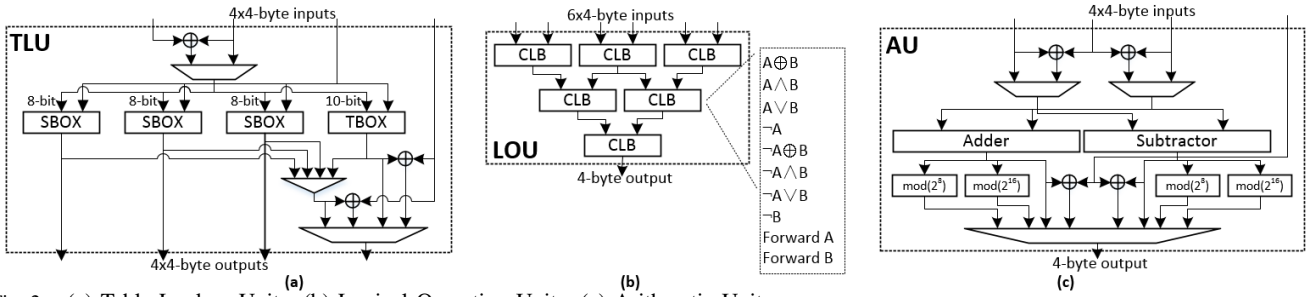 4x4-byte inputs
TLU
8-bit
8-bit
8-bit
10-bit
SBOX
SBOX
SBOX
TBOX
4x4-byte outputs
(a)
6x4-byte inputs
CLB
CLB
CLB
CLB
CLB
CLB
LOU
4-byte output
A⊕B
A∧B
A∨B
¬A
¬A⊕B
¬A∧B
¬A∨B
¬B
Forward A
Forward B
(b)
4x4-byte inputs
AU
Adder
Subtractor
mod(2⁸)
mod(2¹⁶)
mod(2⁸)
mod(2¹⁶)
4-byte output
(c)